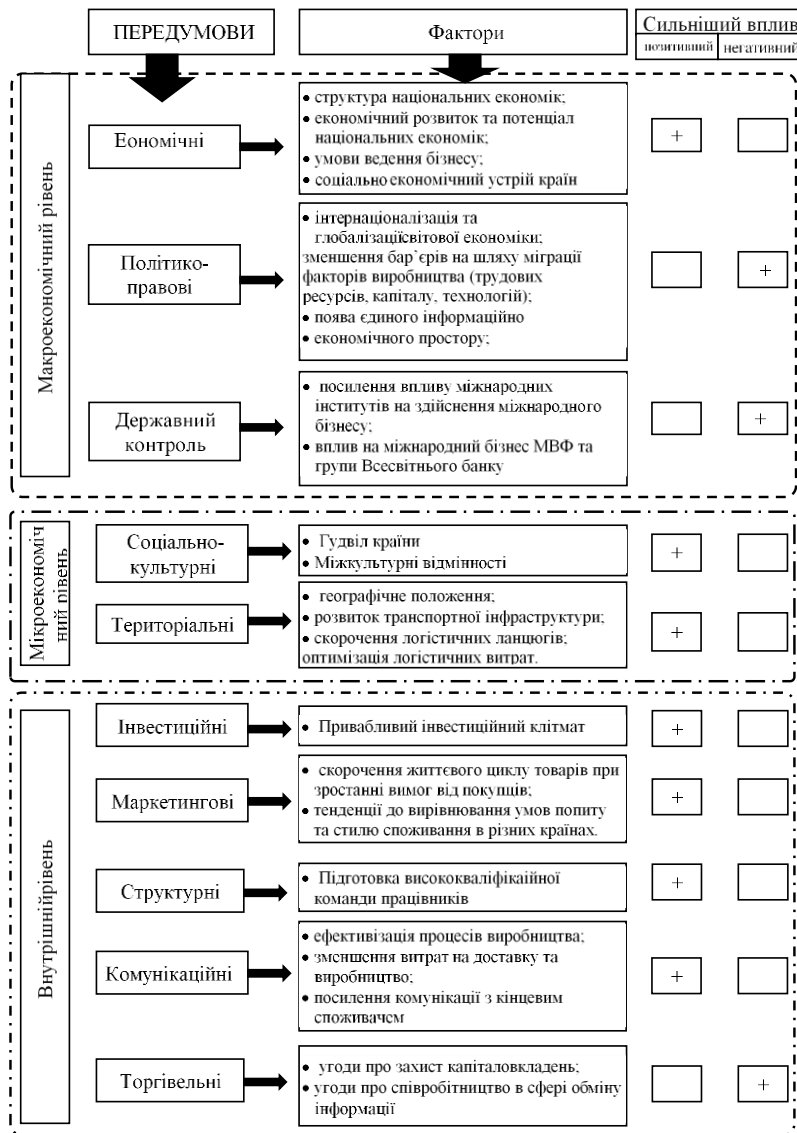 ПЕРЕДУМОВИ
Фактори
Сильніший вплив
позитивний
негативний
Макроекономічний рівень
Еономічні
• структура національних економік;
• економічний розвиток та потенціал
національних економік;
• умови ведення бізнесу;
• соціально економічний устрій країн
+
Політико-
правові
• інтернаціоналізація та
глобалізаціїсвітової економіки;
зменшення бар’єрів на шляху міграції
факторів виробництва (трудових
ресурсів, капіталу, технологій);
• поява єдиного інформаційно
• економічного простору;
+
Державний
контроль
• посилення впливу міжнародних
інститутів на здійснення міжнародного
бізнесу;
• вплив на міжнародний бізнес МВФ та
групи Всесвітнього банку
+
Мікроекономіч
ний рівень
Соціально-
культурні
• Гудвіл країни
• Міжкультурні відмінності
+
Територіальні
• географічне положення;
• розвиток транспортної інфраструктури;
• скорочення логістичних ланцюгів;
оптимізація логістичних витрат.
+
Внутрішнійрівень
Інвестиційні
• Привабливий інвестиційний клітмат
+
Маркетингові
• скорочення життєвого циклу товарів при
зростанні вимог від покупців;
• тенденції до вирівнювання умов попиту
та стилю споживання в різних країнах.
+
Структурні
• Підготовка висококваліфікаійної
команди працівників
+
Комунікаційні
• ефективізація процесів виробництва;
• зменшення витрат на доставку та
виробництво;
• посилення комунікації з кінцевим
споживачем
+
Торгівельні
• угоди про захист капіталовкладень;
• угоди про співробітництво в сфері обміну
інформації
+